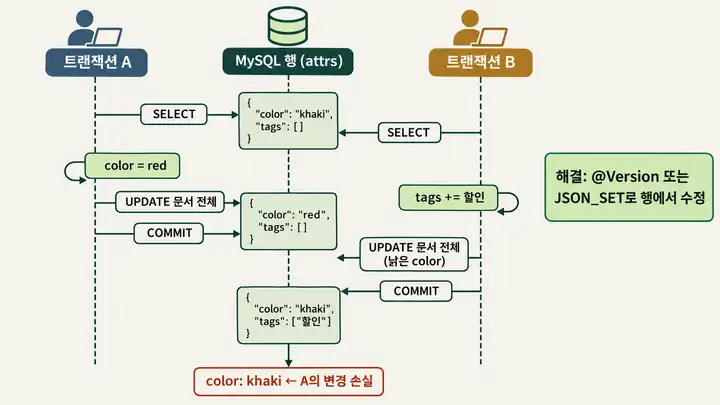 트랜잭션 A
MySQL 행 (attrs)
트랜잭션 B
SELECT
{
"color": "khaki",
"tags": [ ]
}
SELECT
color = red
tags += 할인
해결: @Version 또는
JSON_SET로 행에서 수정
UPDATE 문서 전체
COMMIT
{
"color": "red",
"tags": [ ]
}
UPDATE 문서 전체
(낡은 color)
COMMIT
{
"color": "khaki",
"tags": ["할인"]
}
color: khaki ← A의 변경 손실